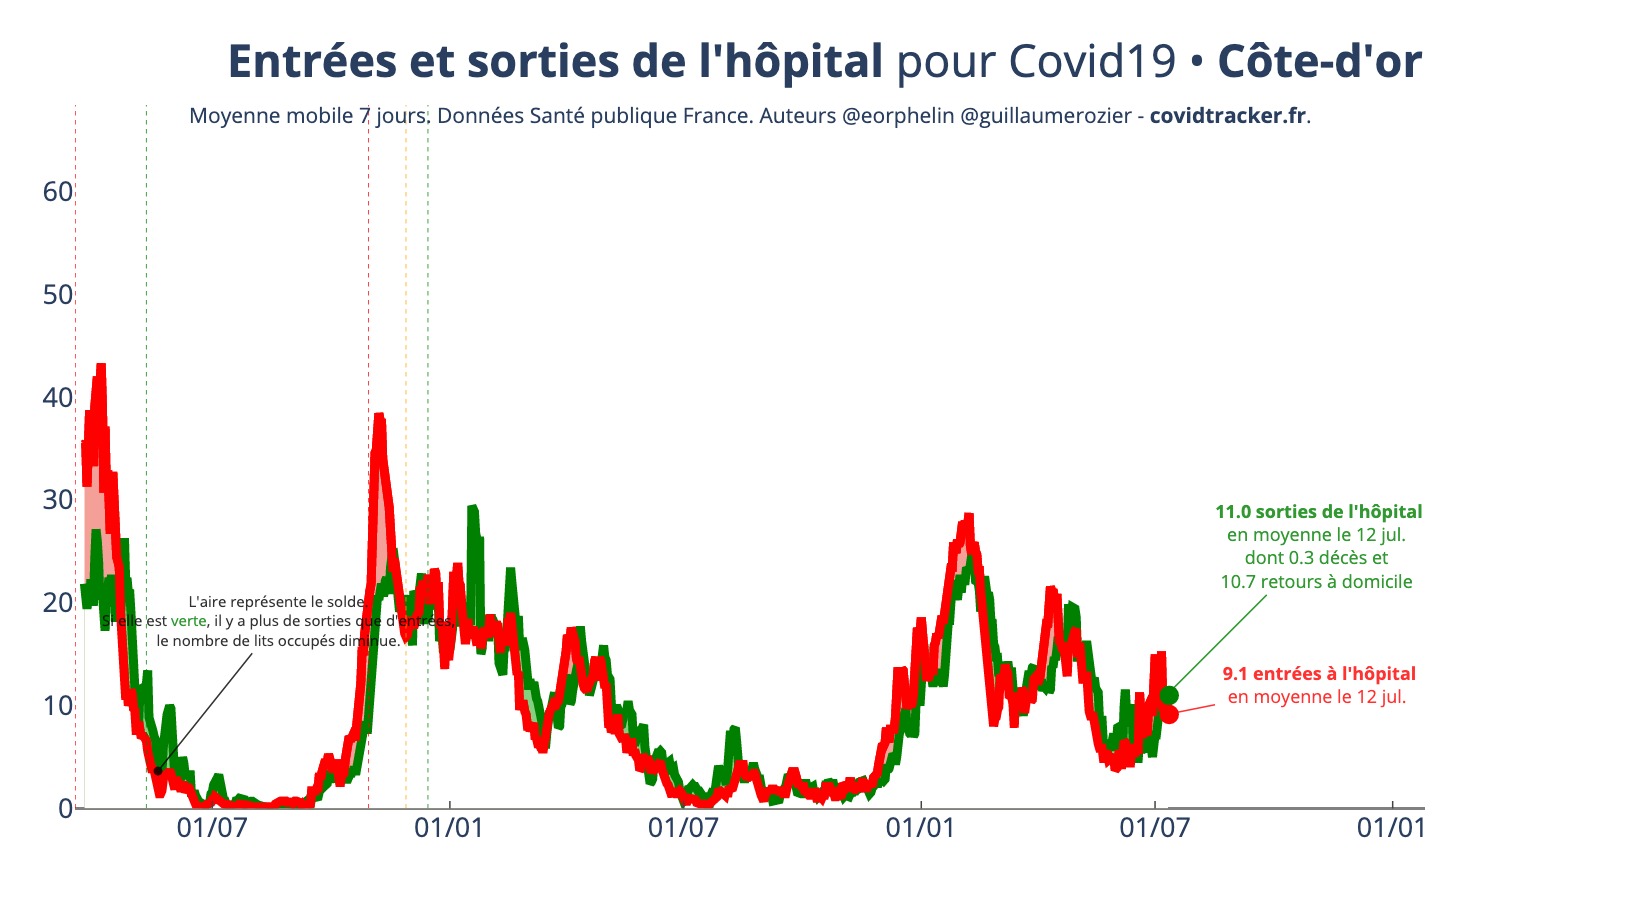 Entrées et sorties de l'hôpital pour Covid19 • Côte-d'or
Moyenne mobile 7 jours. Données Santé publique France. Auteurs @eorphelin @guillaumerozier - covidtracker.fr.
60
50
40
30
20
10
0
L'aire représente le solde.
Si elle est verte, il y a plus de sorties que d'entrées,
le nombre de lits occupés diminue.
11.0 sorties de l'hôpital
en moyenne le 12 jul.
dont 0.3 décès et
10.7 retours à domicile
9.1 entrées à l'hôpital
en moyenne le 12 jul.
01/07
01/01
01/07
01/01
01/07
01/01